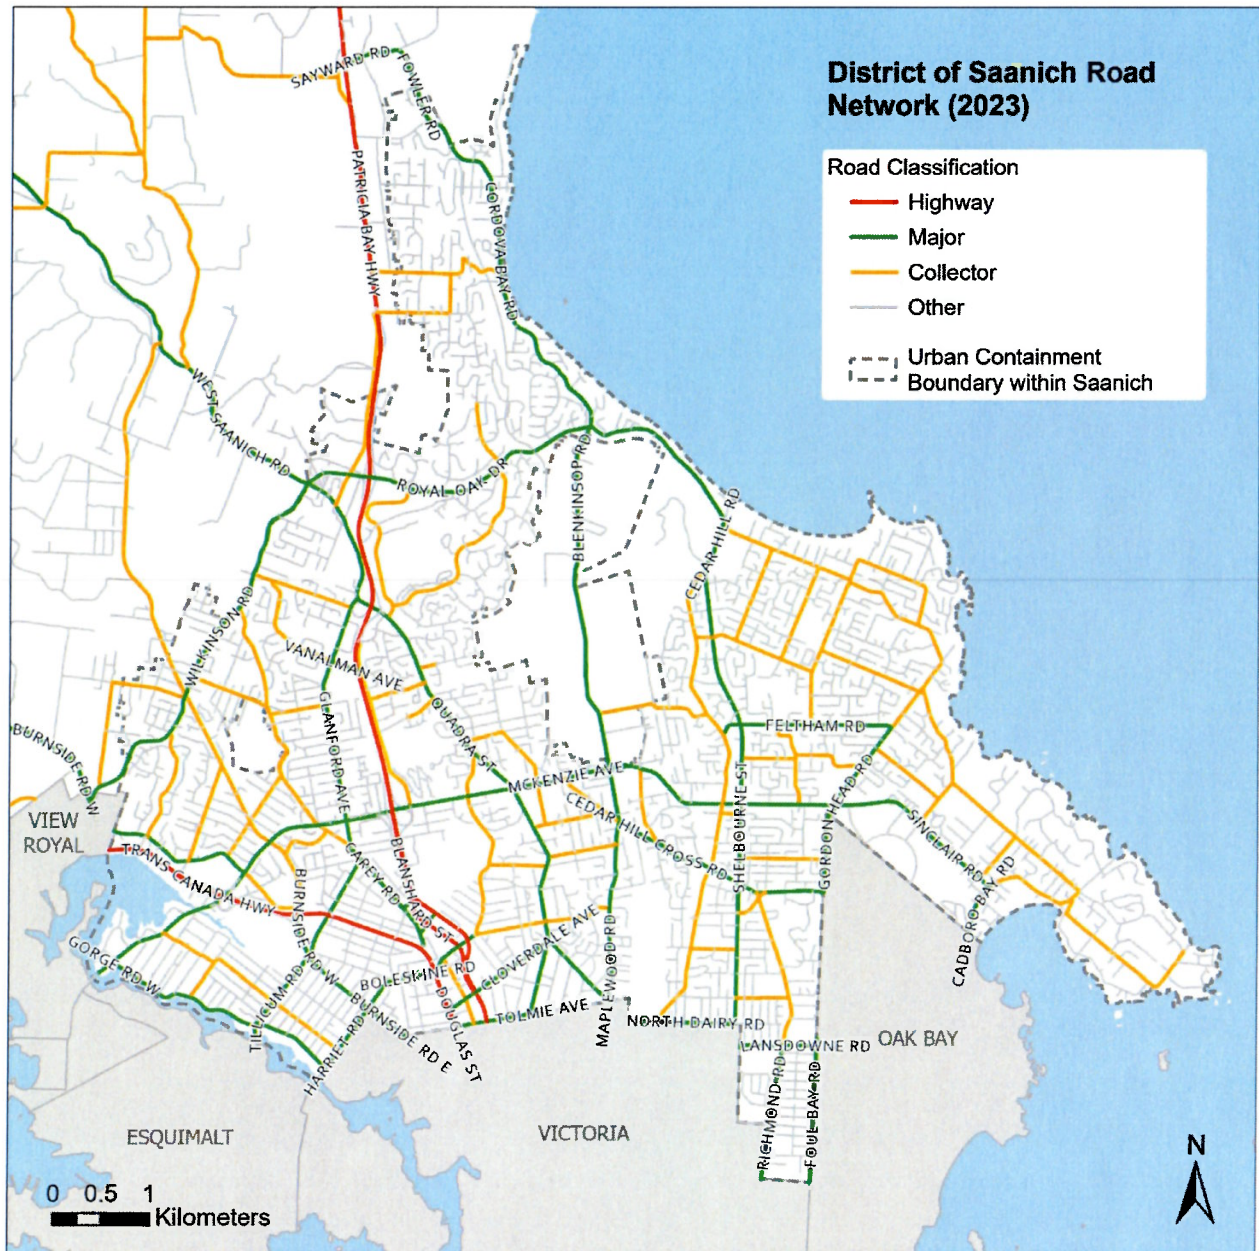 District of Saanich Road
Network (2023)
Road Classification
Highway
Major
Collector
Other
Urban Containment
Boundary within Saanich
SAYWARD RD
FOWLER RD
PATRICIA BAY HWY
CORDOVA BAY RD
WEST SAANICH RD
ROYAL OAK DR
BLENKINSOP RD
CEDAR HILL RD
WILKINSON RD
VANALMAN AVE
GLANFORD AVE
QUADRA ST
FELTHAM RD
BURNSIDE RD W
MCKENZIE AVE
GORDON HEAD RD
VIEW
ROYAL
CEDAR HILL CROSS RD
SHELBOURNE ST
SINCLAIR RD
TRANS CANADA HWY
BURNSIDE RD W
CAREY RD
BLANSHARD ST
CADBORO BAY RD
GORGE RD W
TILLICUM RD
BOLESKINE RD
CLOVERDALE AVE
MAPLEWOOD RD
HARRIET RD
BURNSIDE RD E
DOUGLAS ST
TOLMIE AVE
NORTH DAIRY RD
LANSDOWNE RD
OAK BAY
RICHMOND RD
FOUL BAY RD
ESQUIMALT
VICTORIA
N
0 0.5 1
Kilometers